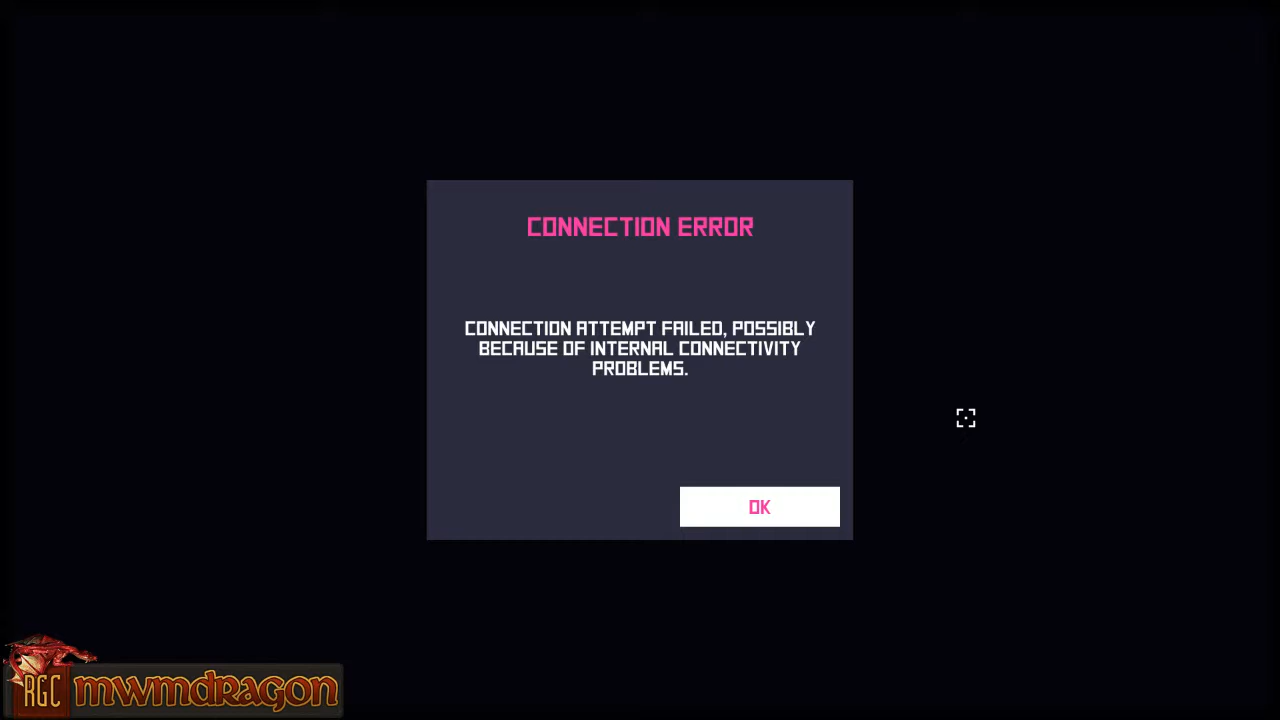 CONNECTION ERROR
CONNECTION ATTEMPT FAILED, POSSIBLY
BECAUSE OF INTERNAL CONNECTIVITY
PROBLEMS.
OK
RGC mwmdragon